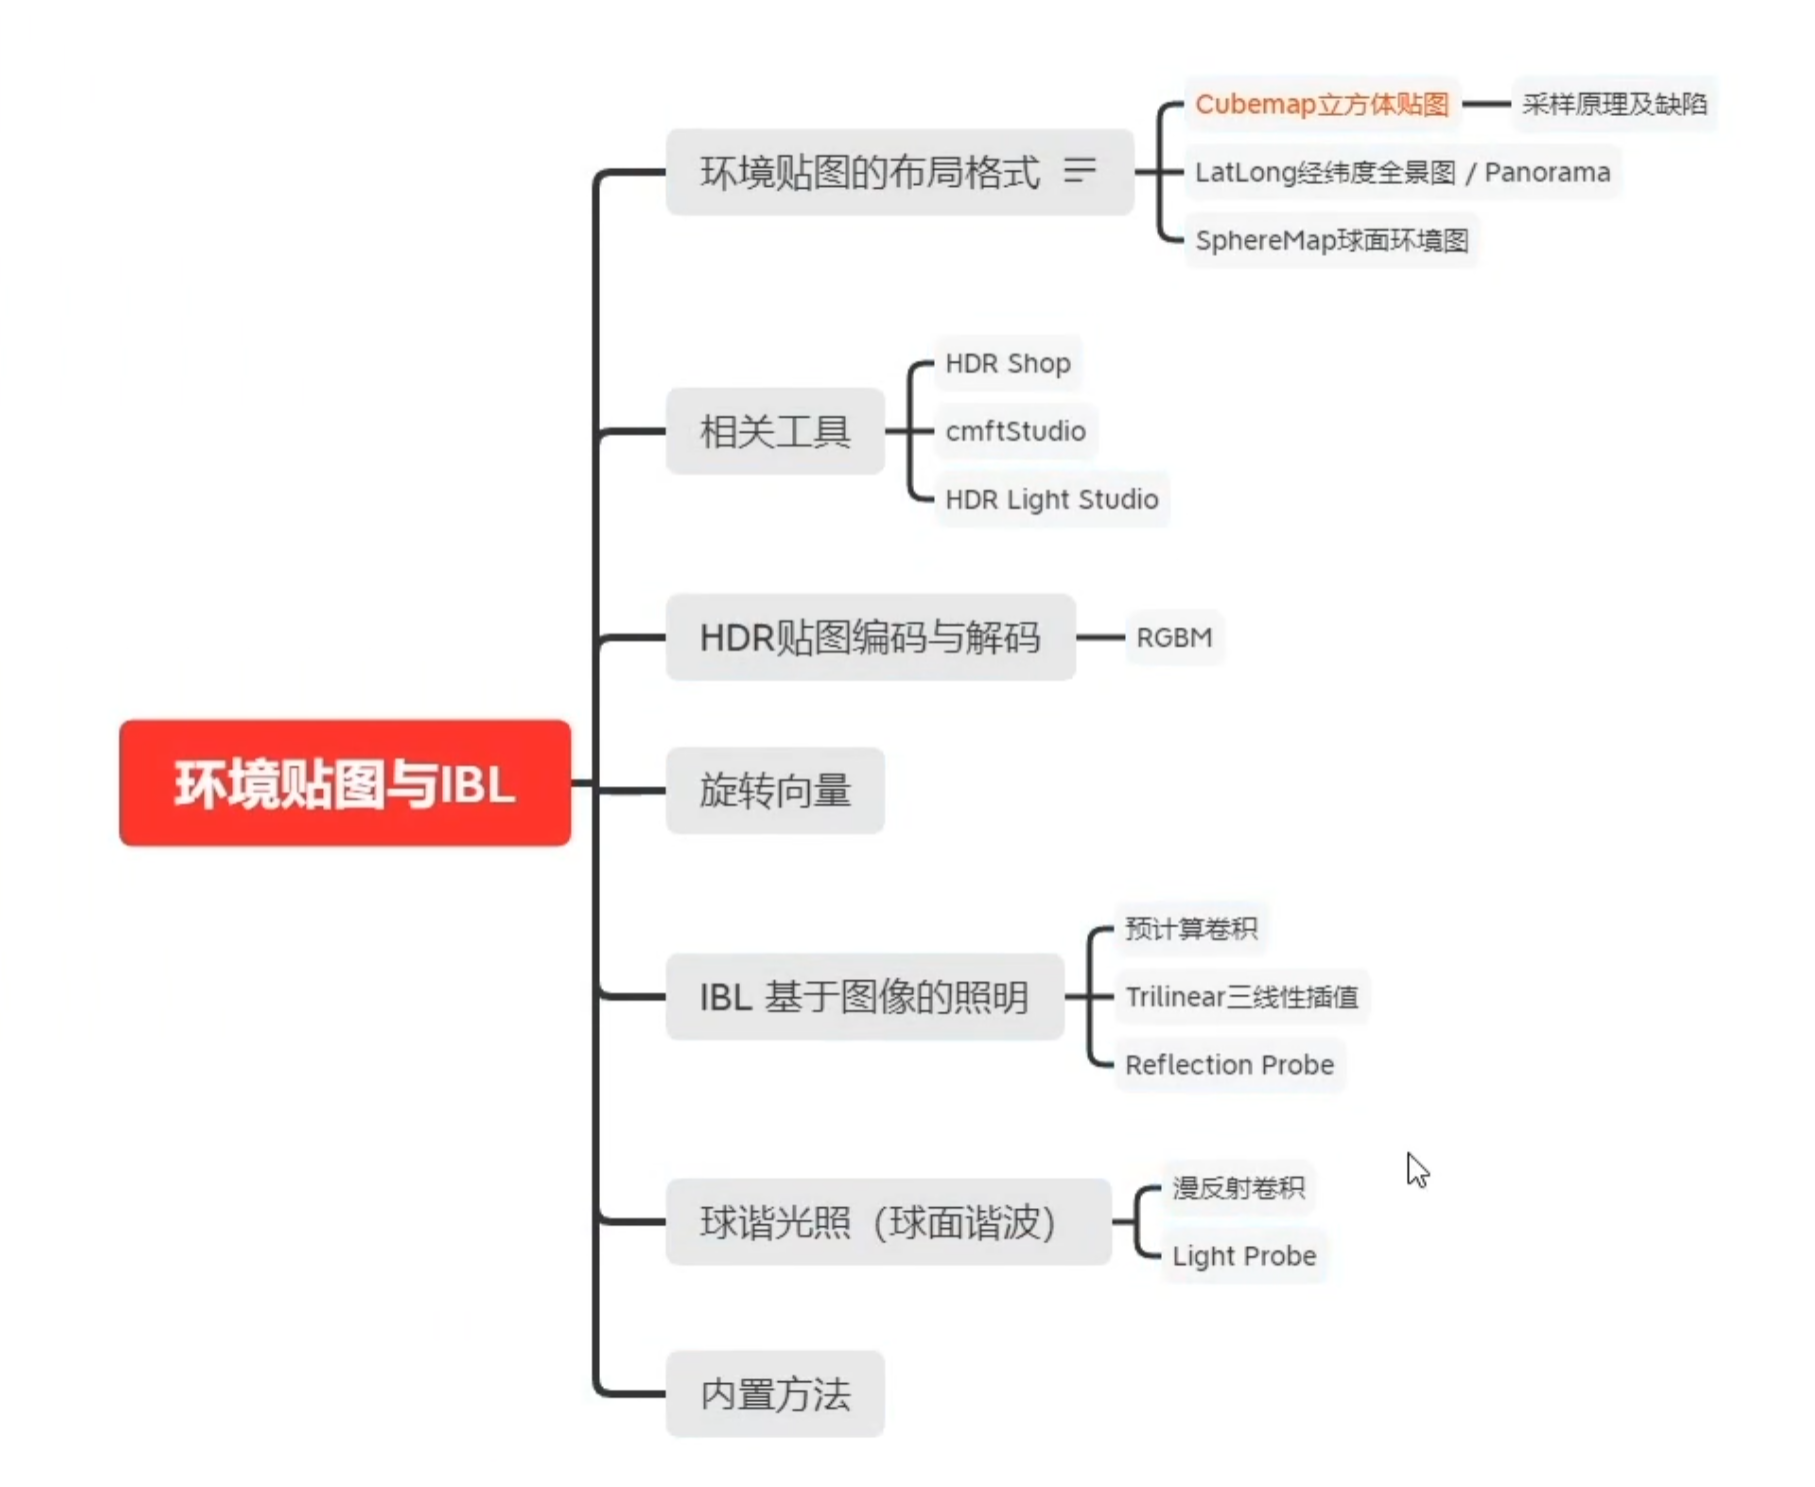 环境贴图与IBL
环境贴图的布局格式
Cubemap立方体贴图
采样原理及缺陷
LatLong经纬度全景图 / Panorama
SphereMap球面环境图
相关工具
HDR Shop
cmftStudio
HDR Light Studio
HDR贴图编码与解码
RGBM
旋转向量
IBL 基于图像的照明
预计算卷积
Trilinear三线性插值
Reflection Probe
球谐光照（球面谐波）
漫反射卷积
Light Probe
内置方法